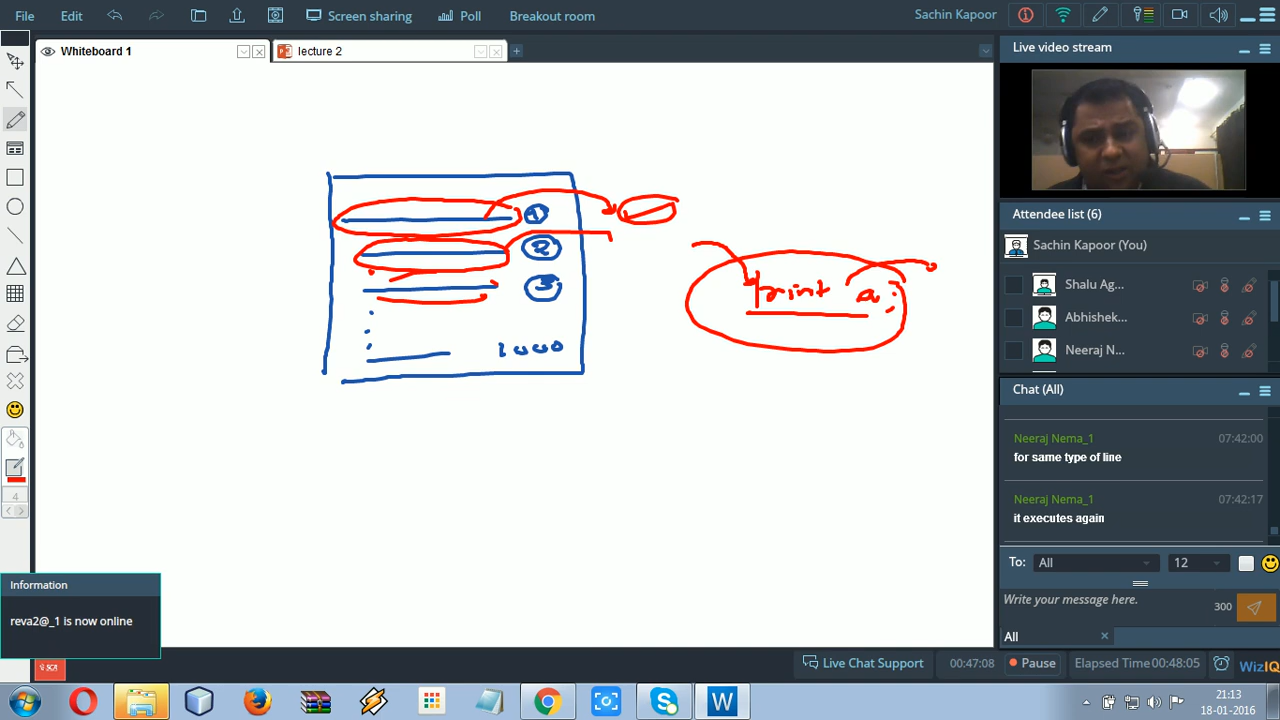 File Edit Screen sharing Poll Breakout room Sachin Kapoor
Whiteboard 1
lecture 2
Live video stream
1
2
3
1000
print a;
Attendee list (6)
Sachin Kapoor (You)
Shalu Ag...
Abhishek...
Neeraj N...
Chat (All)
Neeraj Nema_1 07:42:00
for same type of line
Neeraj Nema_1 07:42:17
it executes again
To: All 12
Write your message here. 300
All
4
Information
reva2@_1 is now online
Live Chat Support 00:47:08 Pause Elapsed Time 00:48:05 WizIQ
21:13
18-01-2016